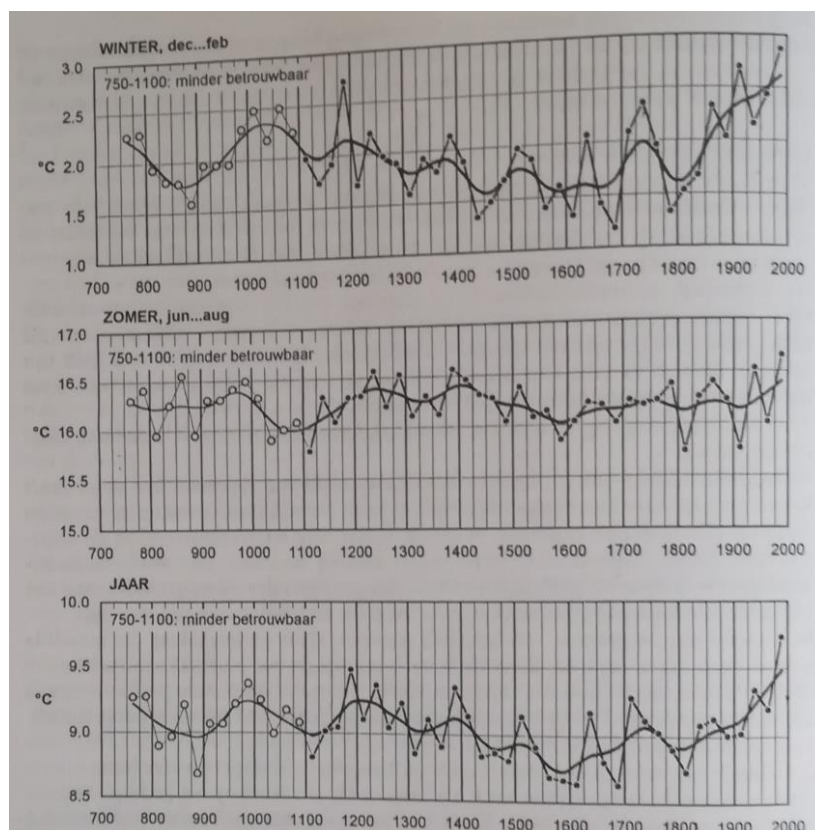 WINTER, dec...feb
3.0
750-1100: minder betrouwbaar
2.5
°C
2.0
1.5
1.0
700 800 900 1000 1100 1200 1300 1400 1500 1600 1700 1800 1900 2000
ZOMER, jun...aug
17.0
750-1100: minder betrouwbaar
16.5
°C
16.0
15.5
15.0
700 800 900 1000 1100 1200 1300 1400 1500 1600 1700 1800 1900 2000
JAAR
10.0
750-1100: minder betrouwbaar
9.5
°C
9.0
8.5
700 800 900 1000 1100 1200 1300 1400 1500 1600 1700 1800 1900 2000